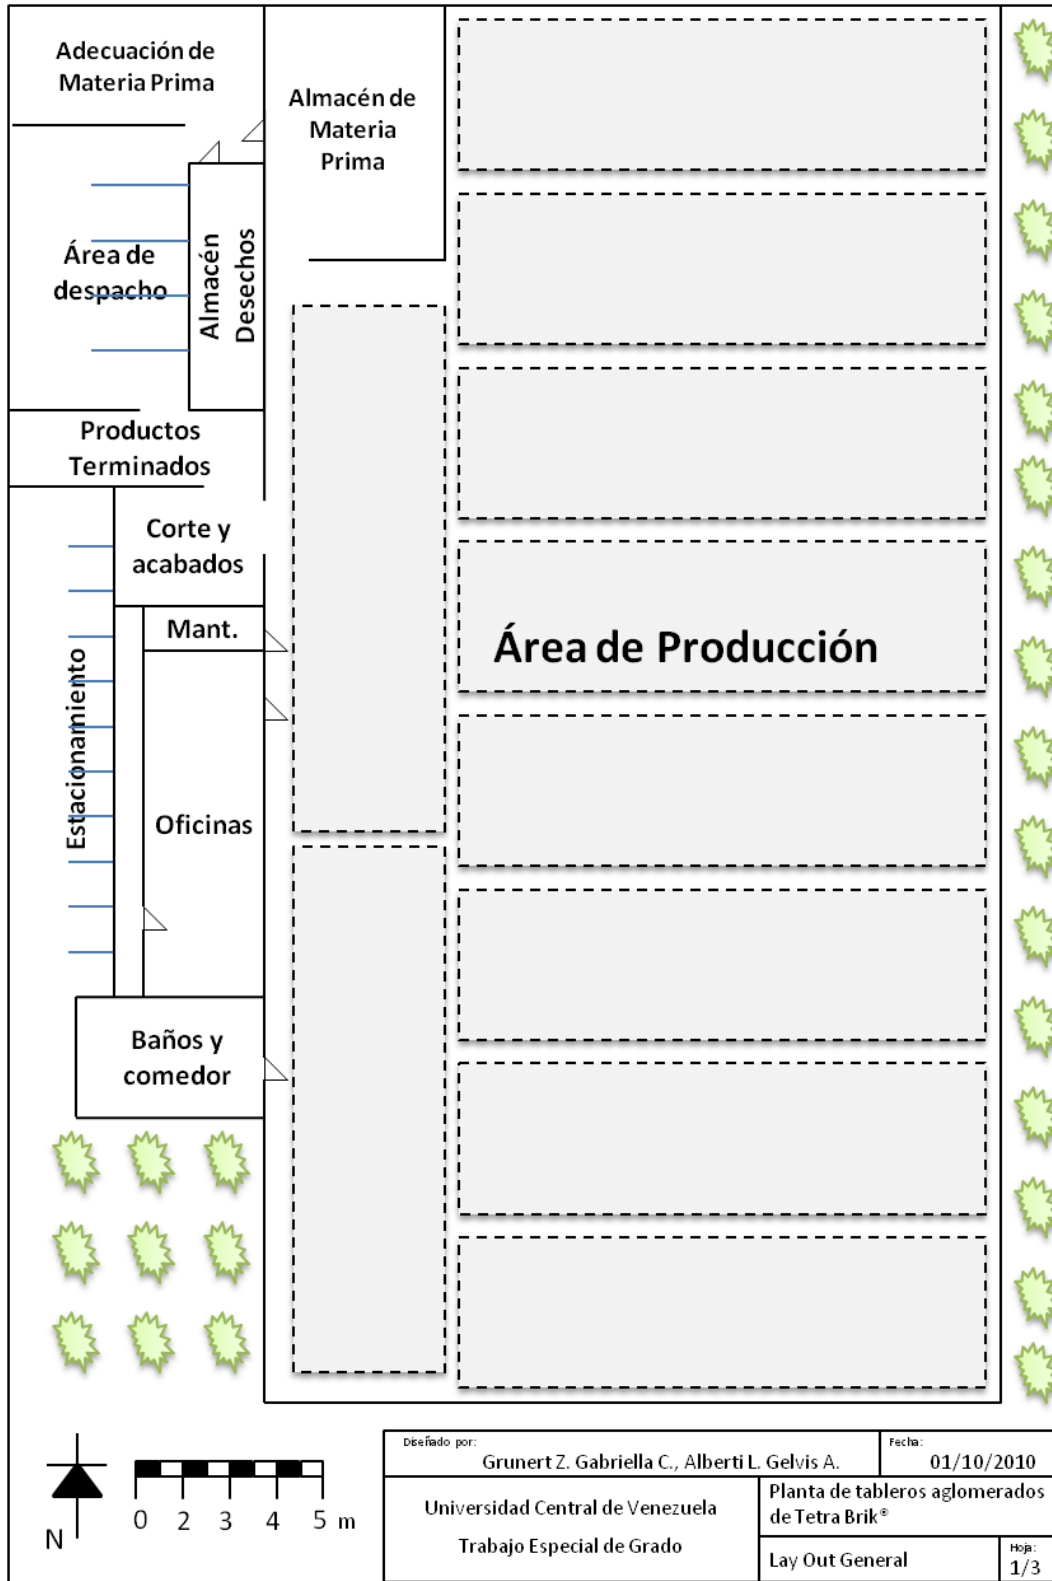 Adecuación de
Materia Prima
Almacén de
Materia
Prima
Área de
despacho
Almacén
Desechos
Productos
Terminados
Corte y
acabados
Mant.
Área de Producción
Estacionamiento
Oficinas
Baños y
comedor
N
0 2 3 4 5 m
Diseñado por:
Grunert Z. Gabriella C., Alberti L. Gelvis A.
Fecha:
01/10/2010
Universidad Central de Venezuela
Trabajo Especial de Grado
Planta de tableros aglomerados
de Tetra Brik®
Lay Out General
Hoja:
1/3